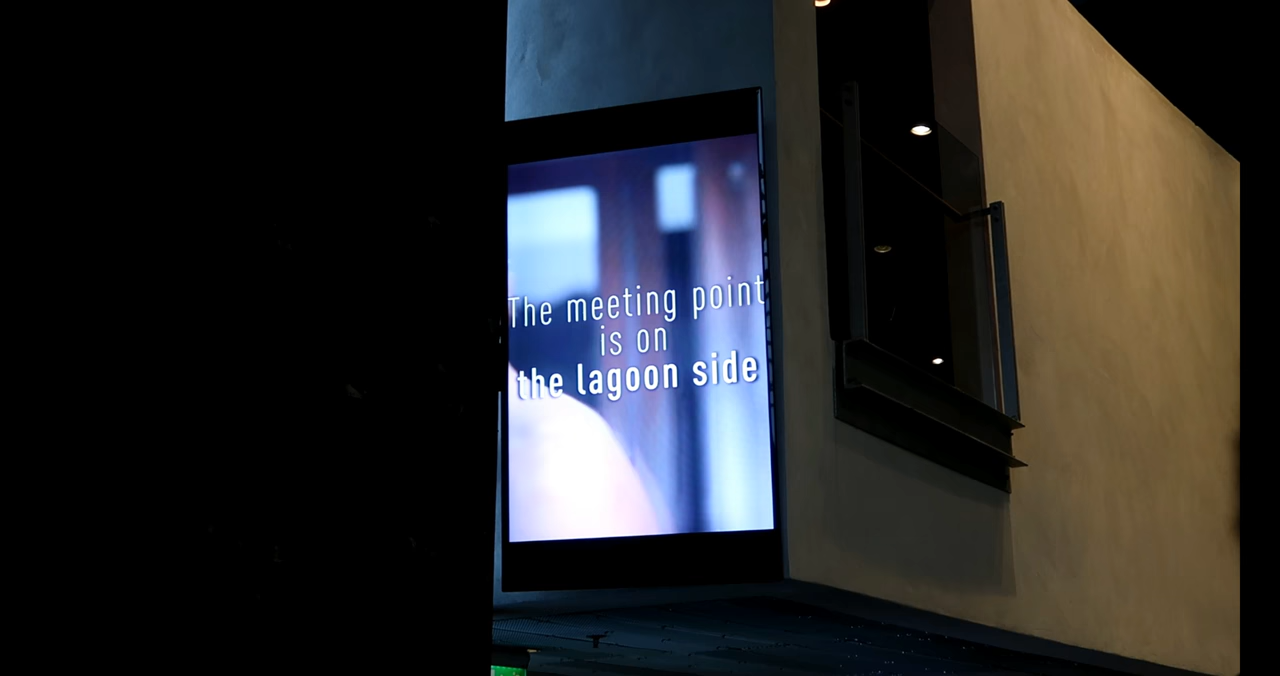 The meeting point
is on
the lagoon side